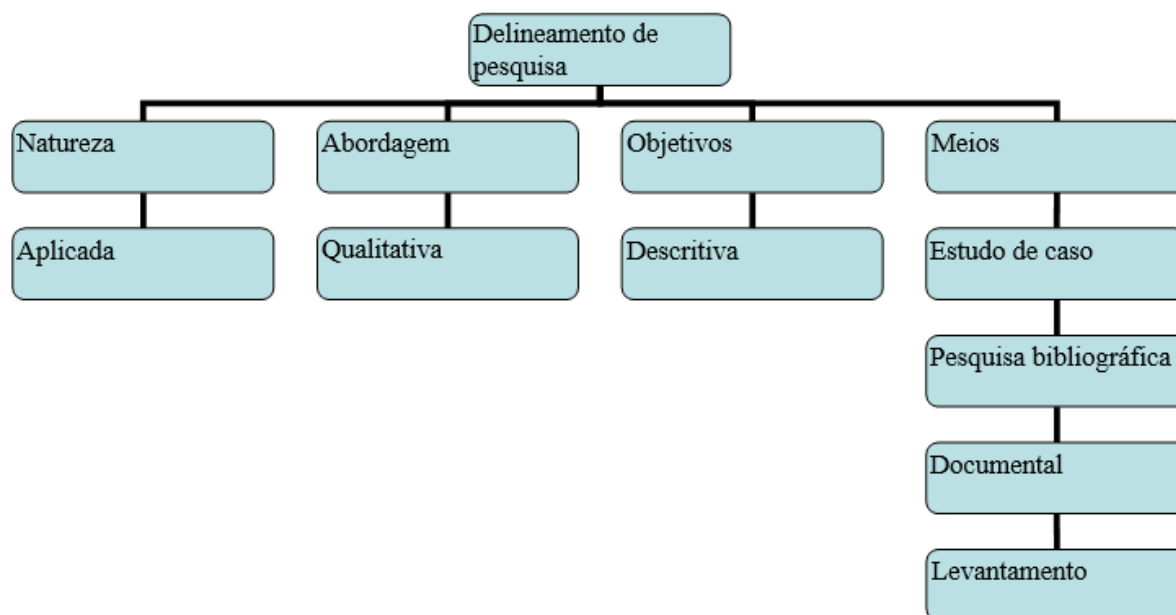 Delineamento de
pesquisa
Natureza
Abordagem
Objetivos
Meios
Aplicada
Qualitativa
Descritiva
Estudo de caso
Pesquisa bibliográfica
Documental
Levantamento